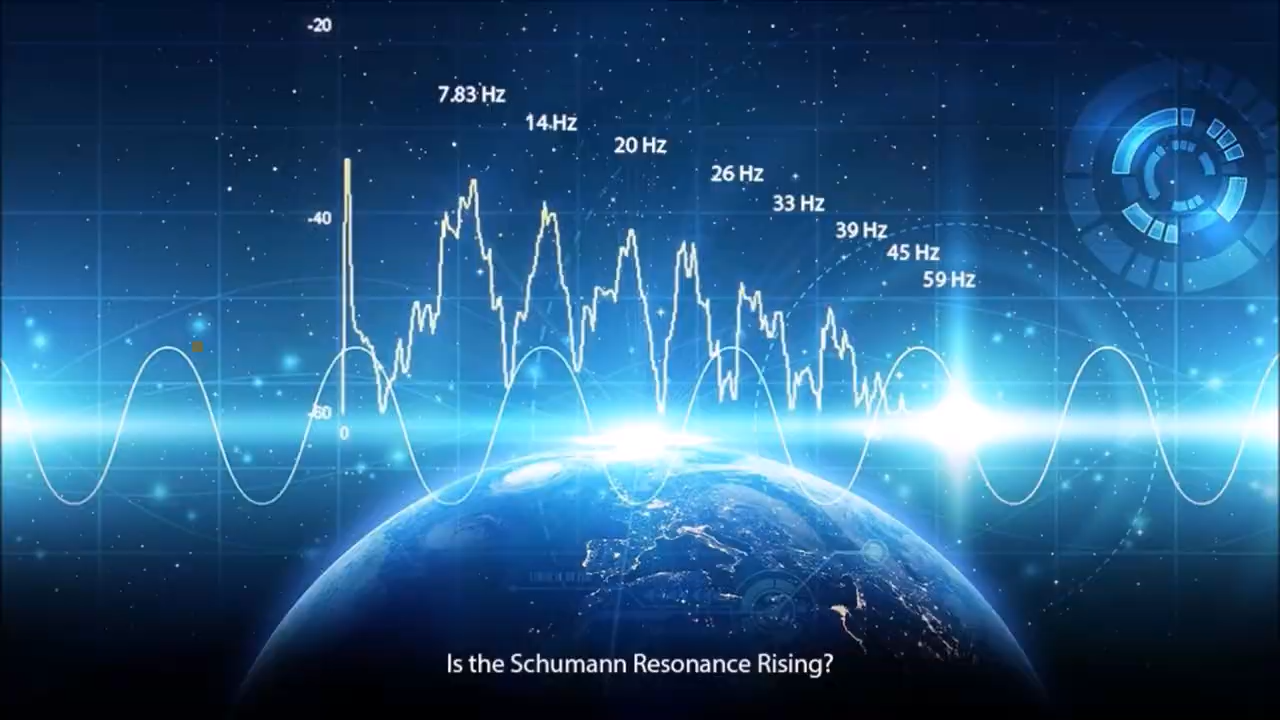 -20
7.83 Hz
14 Hz
20 Hz
26 Hz
33 Hz
39 Hz
45 Hz
59 Hz
-40
-60
0
Is the Schumann Resonance Rising?